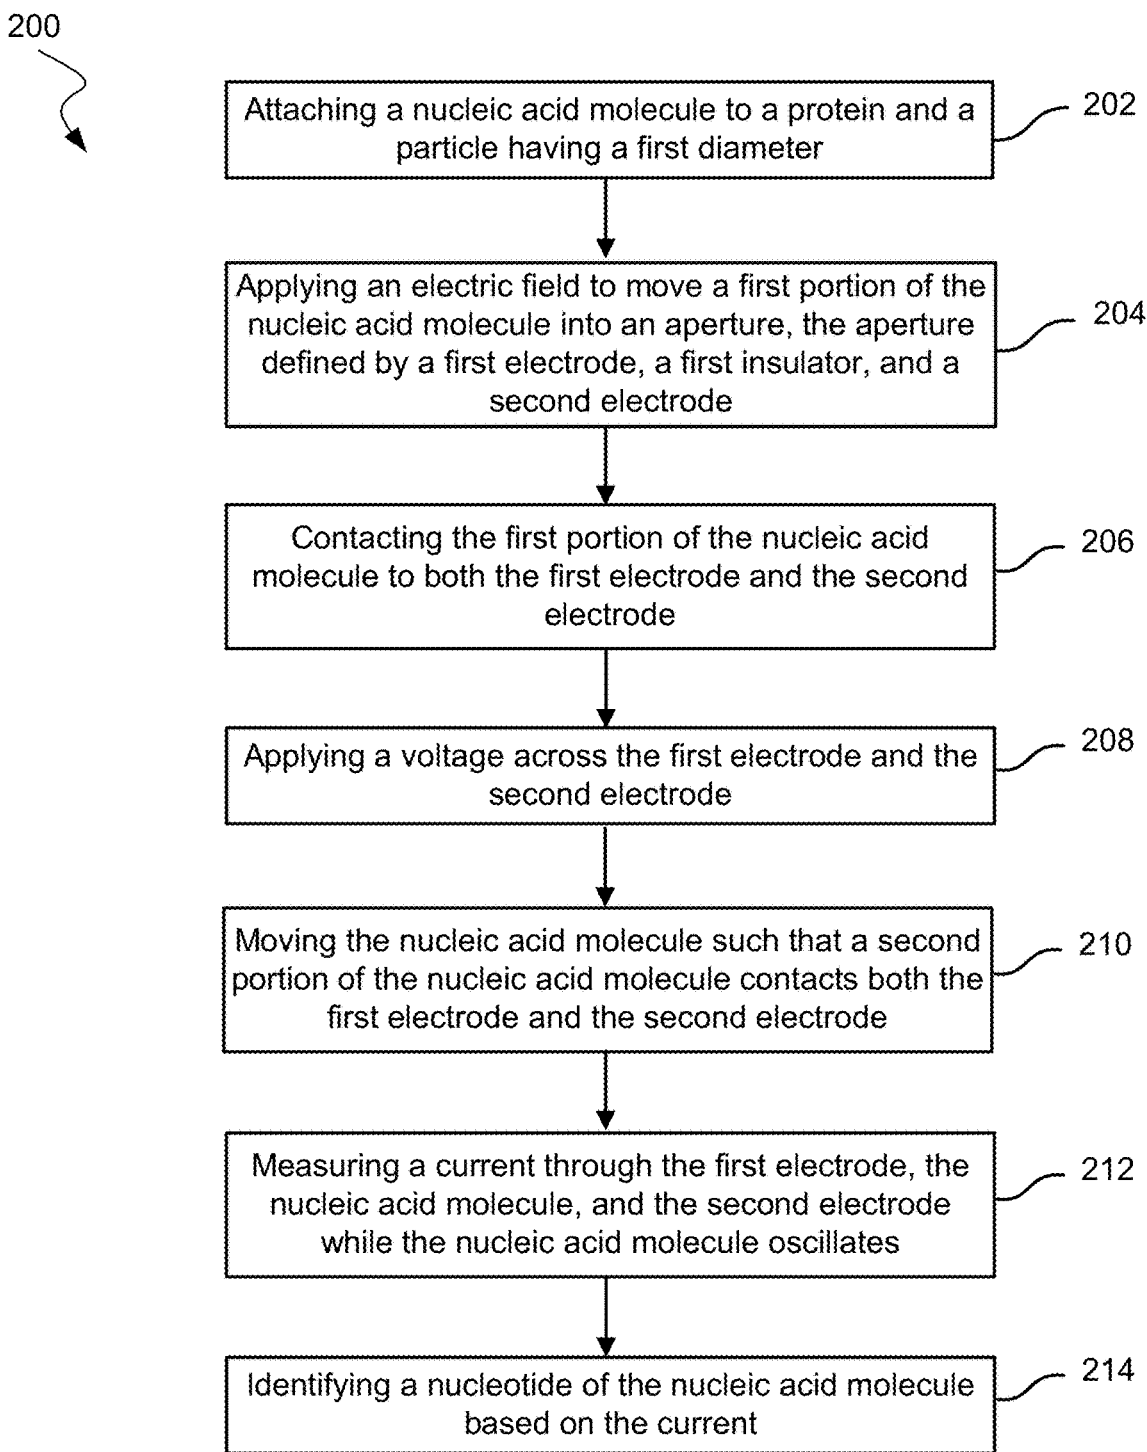 200
Attaching a nucleic acid molecule to a protein and a
particle having a first diameter
202
Applying an electric field to move a first portion of the
nucleic acid molecule into an aperture, the aperture
defined by a first electrode, a first insulator, and a
second electrode
204
Contacting the first portion of the nucleic acid
molecule to both the first electrode and the second
electrode
206
Applying a voltage across the first electrode and the
second electrode
208
Moving the nucleic acid molecule such that a second
portion of the nucleic acid molecule contacts both the
first electrode and the second electrode
210
Measuring a current through the first electrode, the
nucleic acid molecule, and the second electrode
while the nucleic acid molecule oscillates
212
Identifying a nucleotide of the nucleic acid molecule
based on the current
214